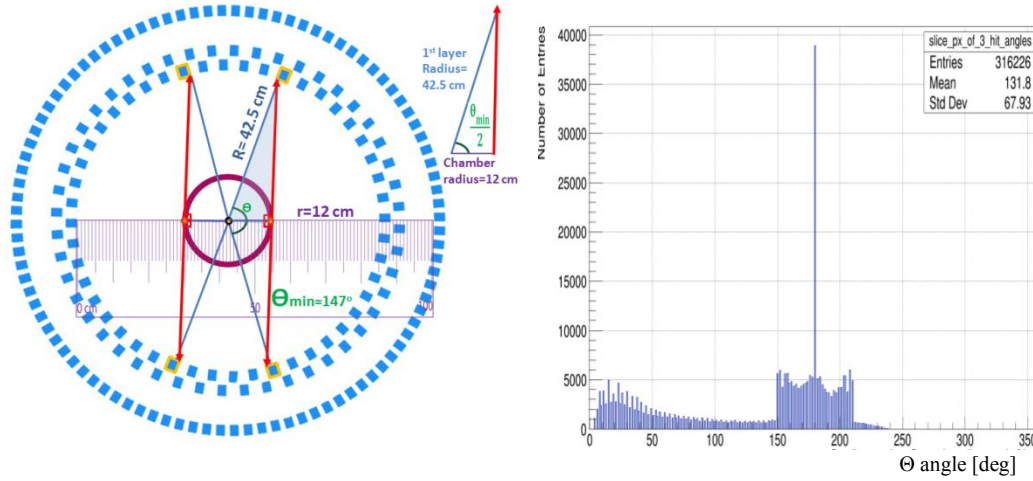 1st layer
Radius=
42.5 cm
θmin
2
Chamber
radius=12 cm
R= 42.5 cm
Θ
r=12 cm
Θmin=147°
0 cm
50
100
Number of Entries
slice_px_of_3_hit_angles
Entries 316226
Mean 131.8
Std Dev 67.93
40000
35000
30000
25000
20000
15000
10000
5000
0
0 50 100 150 200 250 300 350
Θ angle [deg]